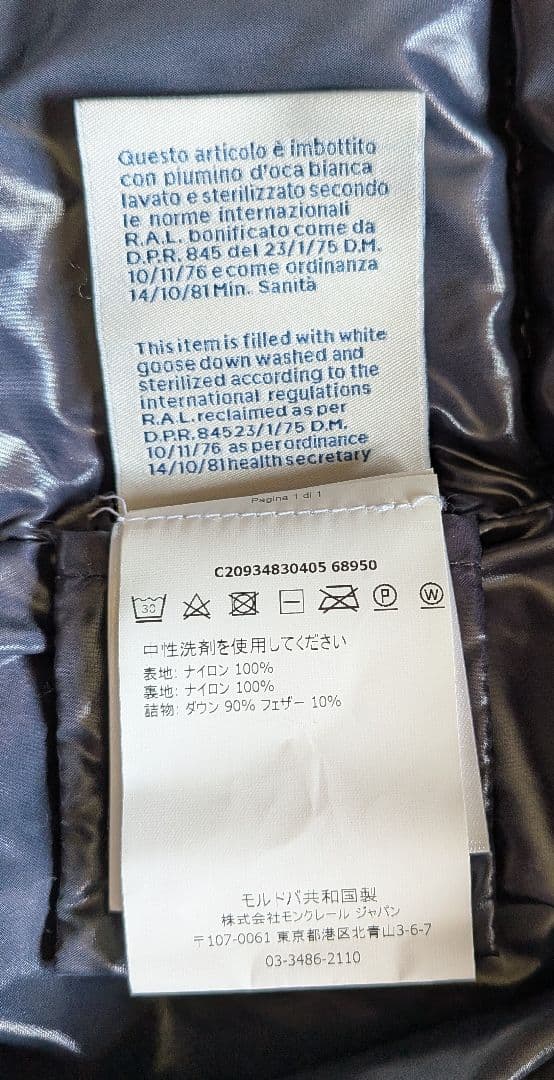 Questo articolo è imbottito
con piumino d'oca bianca
lavato e sterilizzato secondo
le norme internazionali
R.A.L. bonificato come da
D.P.R. 845 del 23/1/75 D.M.
10/11/76 e come ordinanza
14/10/81 Min. Sanità
This item is filled with white
goose down washed and
sterilized according to the
international regulations
R.A.L. reclaimed as per
D.P.R. 84523/1/75 D.M.
10/11/76 as per ordinance
14/10/81 health secretary
Pagina 1 di 1
C20934830405 68950
30 P W
中性洗剤を使用してください
表地: ナイロン 100%
裏地: ナイロン 100%
詰物: ダウン 90% フェザー 10%
モルドバ共和国製
株式会社モンクレール ジャパン
〒107-0061 東京都港区北青山3-6-7
03-3486-2110